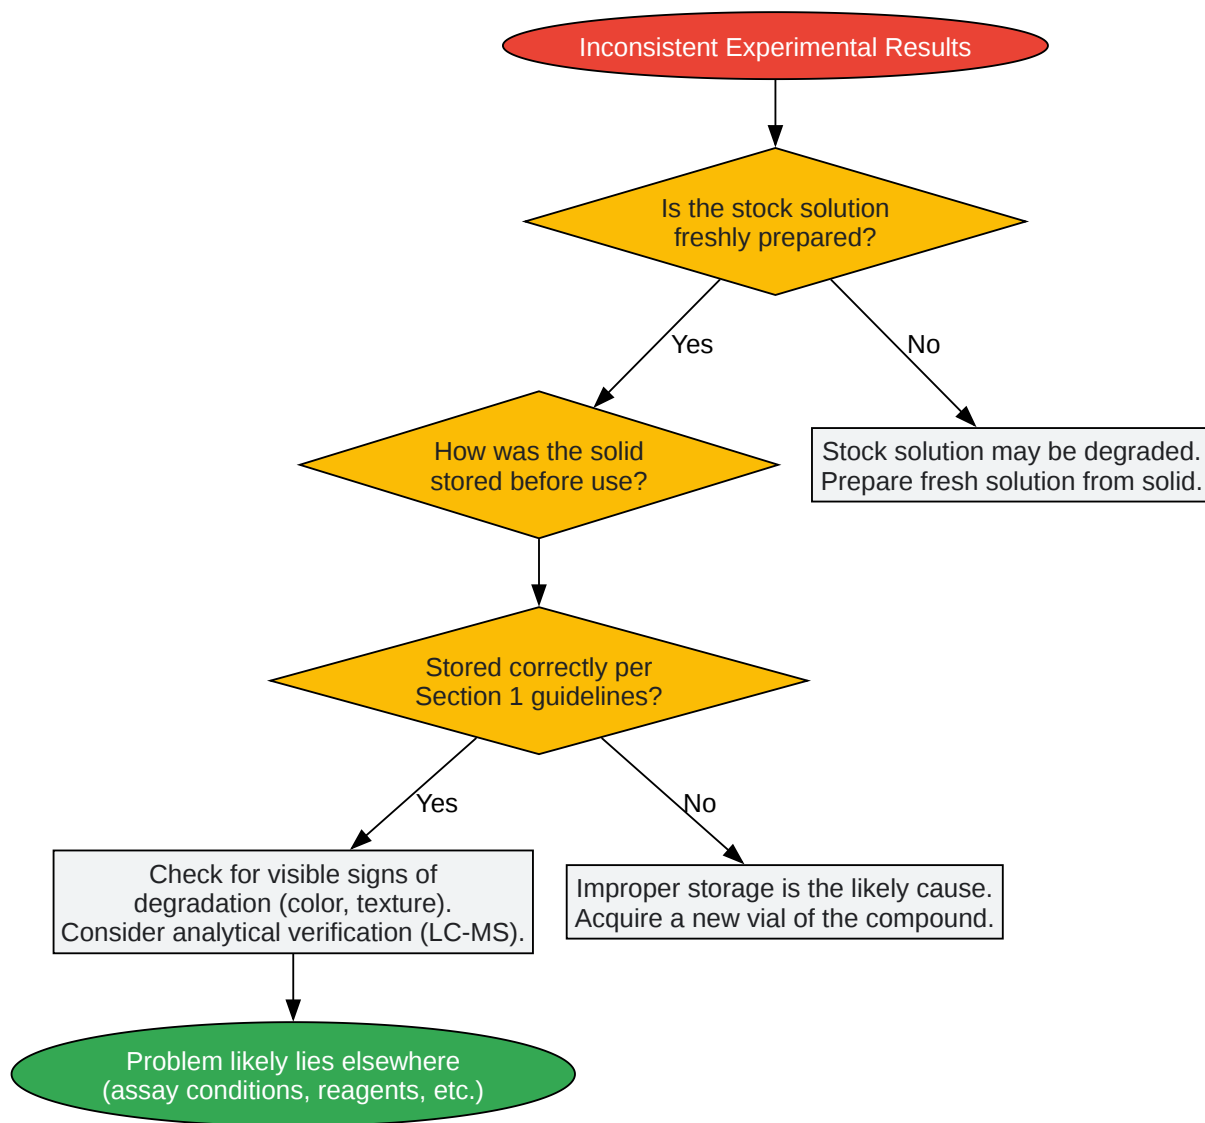 Inconsistent Experimental Results
Is the stock solution
freshly prepared?
Yes
No
How was the solid
stored before use?
Stock solution may be degraded.
Prepare fresh solution from solid.
Stored correctly per
Section 1 guidelines?
Yes
No
Check for visible signs of
degradation (color, texture).
Consider analytical verification (LC-MS).
Improper storage is the likely cause.
Acquire a new vial of the compound.
Problem likely lies elsewhere
(assay conditions, reagents, etc.)